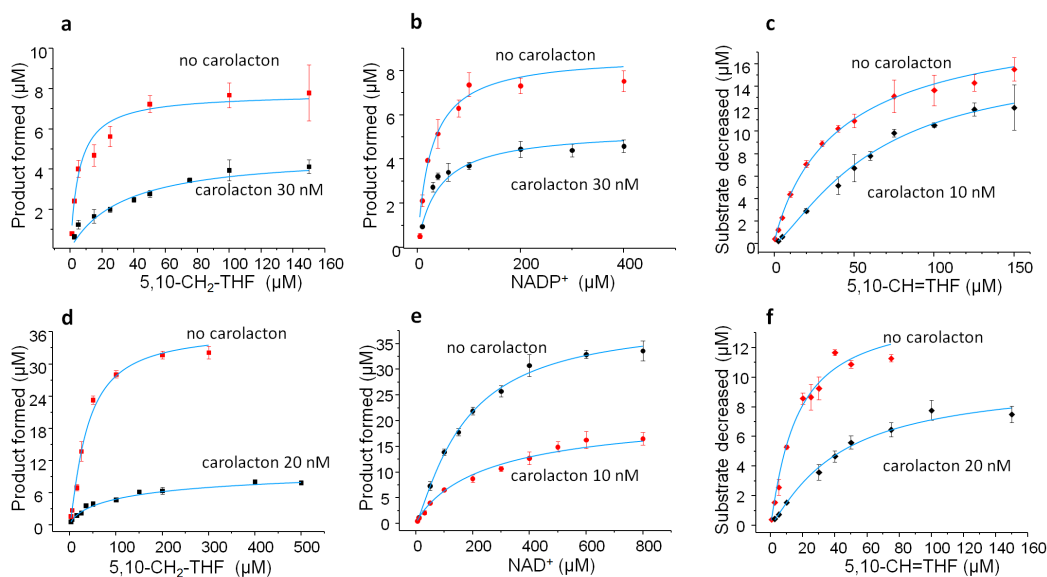 a
Product formed (µM)
10
8
6
4
2
no carolacton
carolacton 30 nM
0 20 40 60 80 100 120 140 160
5,10-CH₂-THF (µM)
b
Product formed (µM)
8
6
4
2
0
no carolacton
carolacton 30 nM
0 200 400
NADP⁺ (µM)
c
Substrate decreased (µM)
16
14
12
10
8
6
4
2
0
no carolacton
carolacton 10 nM
0 50 100 150
5,10-CH=THF (µM)
d
Product formed (µM)
36
30
24
18
12
6
0
no carolacton
carolacton 20 nM
0 100 200 300 400 500
5,10-CH₂-THF (µM)
e
Product formed (µM)
35
30
25
20
15
10
5
0
no carolacton
carolacton 10 nM
0 200 400 600 800
NAD⁺ (µM)
f
Substrate decreased (µM)
12
10
8
6
4
2
0
no carolacton
carolacton 20 nM
0 20 40 60 80 100 120 140 160
5,10-CH=THF (µM)